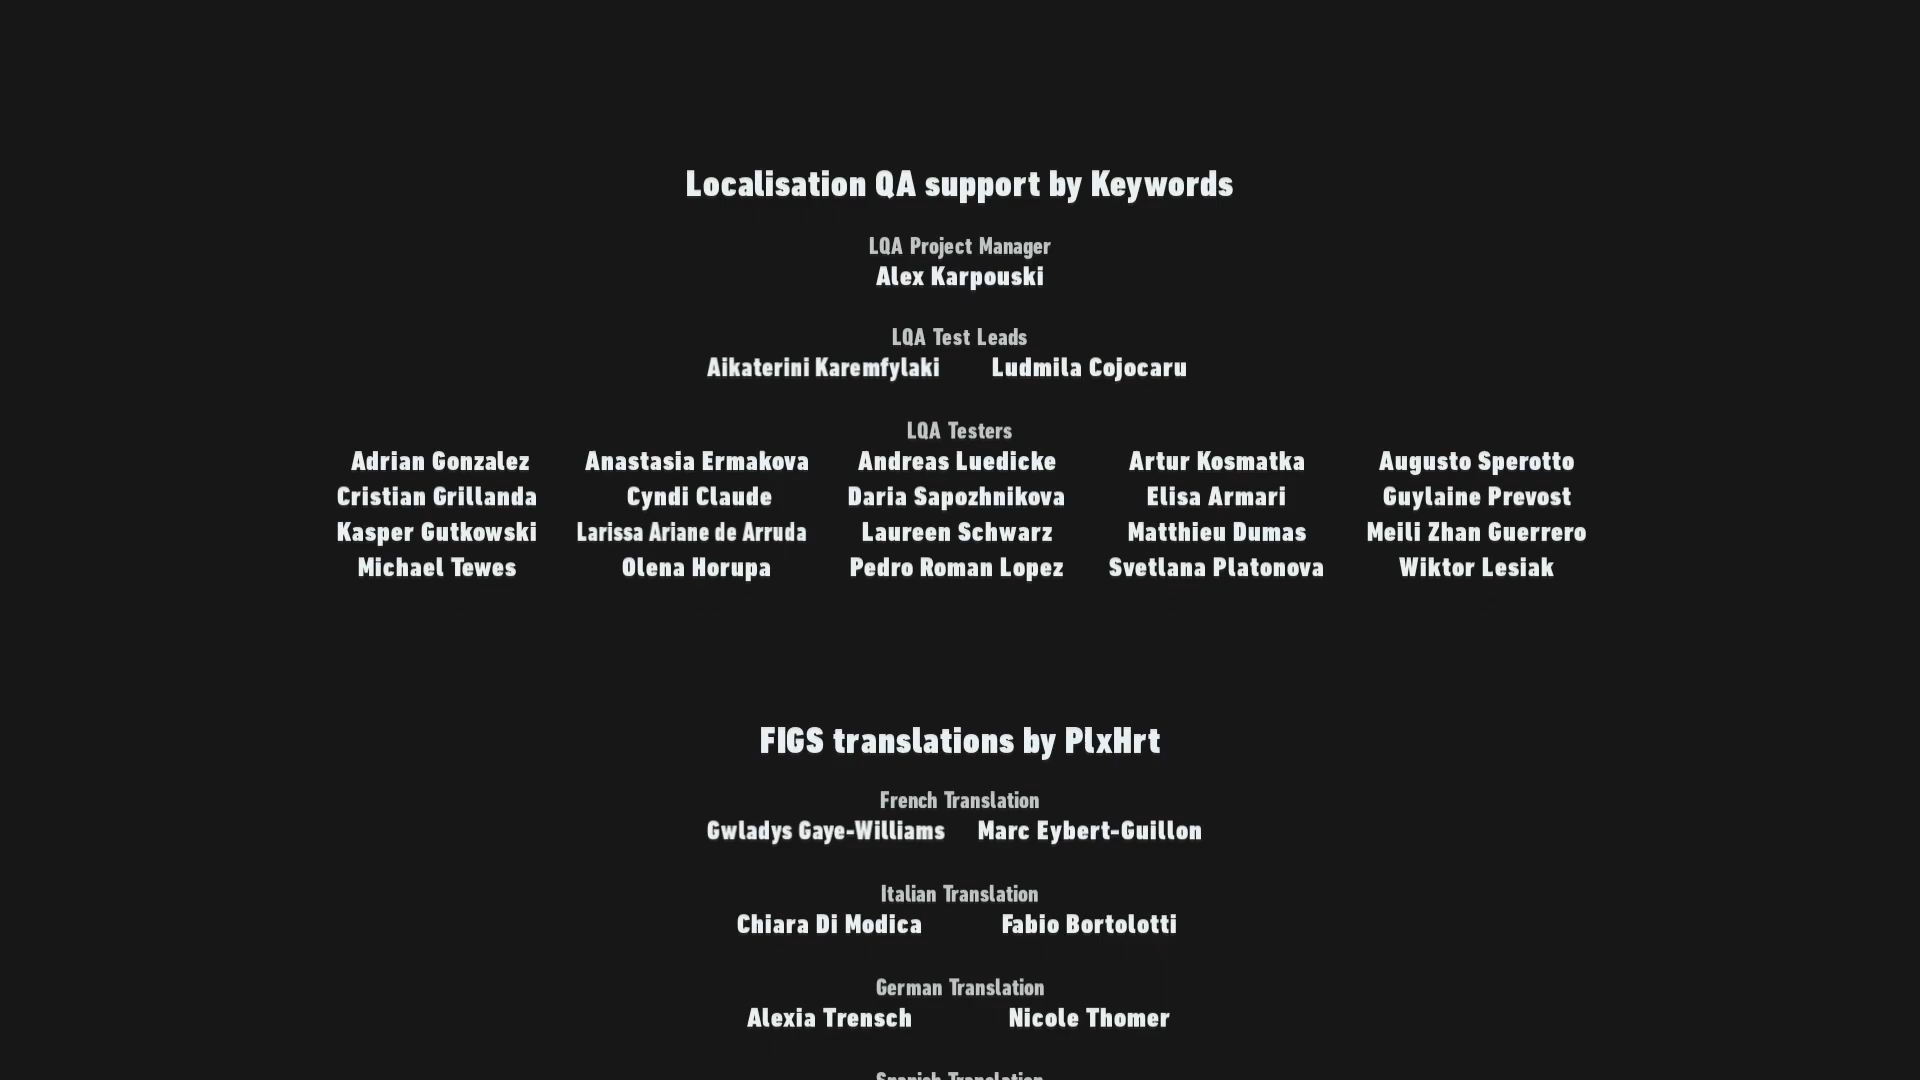 Localisation QA support by Keywords
LQA Project Manager
Alex Karpouski
LQA Test Leads
Aikaterini Karemfylaki Ludmila Cojocaru
LQA Testers
Adrian Gonzalez Anastasia Ermakova Andreas Luedicke Artur Kosmatka Augusto Sperotto
Cristian Grillanda Cyndi Claude Daria Sapozhnikova Elisa Armari Guylaine Prevost
Kasper Gutkowski Larissa Ariane de Arruda Laureen Schwarz Matthieu Dumas Meili Zhan Guerrero
Michael Tewes Olena Horupa Pedro Roman Lopez Svetlana Platonova Wiktor Lesiak
FIGS translations by PlxHrt
French Translation
Gwladys Gaye-Williams Marc Eybert-Guillon
Italian Translation
Chiara Di Modica Fabio Bortolotti
German Translation
Alexia Trensch Nicole Thomer
Spanish Translation